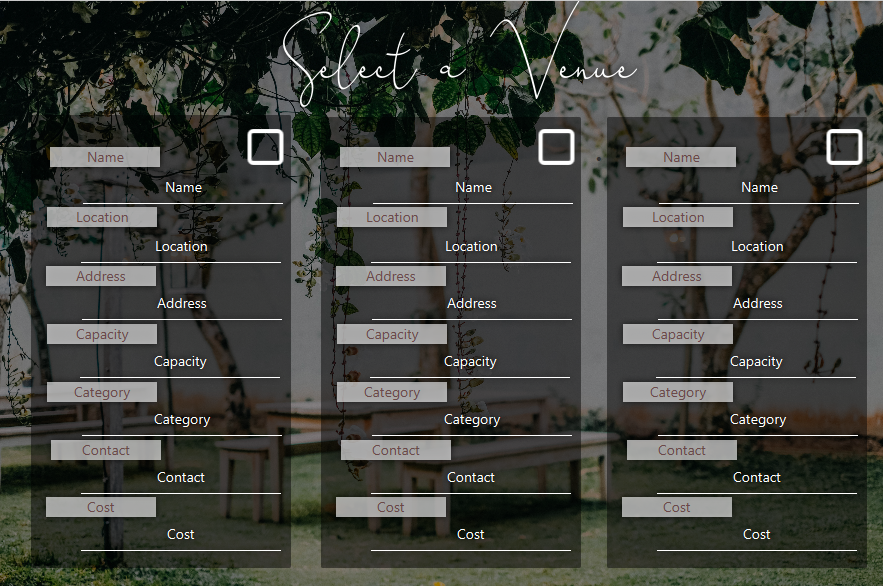 Select a Venue
Name
Name
Location
Location
Address
Address
Capacity
Capacity
Category
Category
Contact
Contact
Cost
Cost
Name
Name
Location
Location
Address
Address
Capacity
Capacity
Category
Category
Contact
Contact
Cost
Cost
Name
Name
Location
Location
Address
Address
Capacity
Capacity
Category
Category
Contact
Contact
Cost
Cost